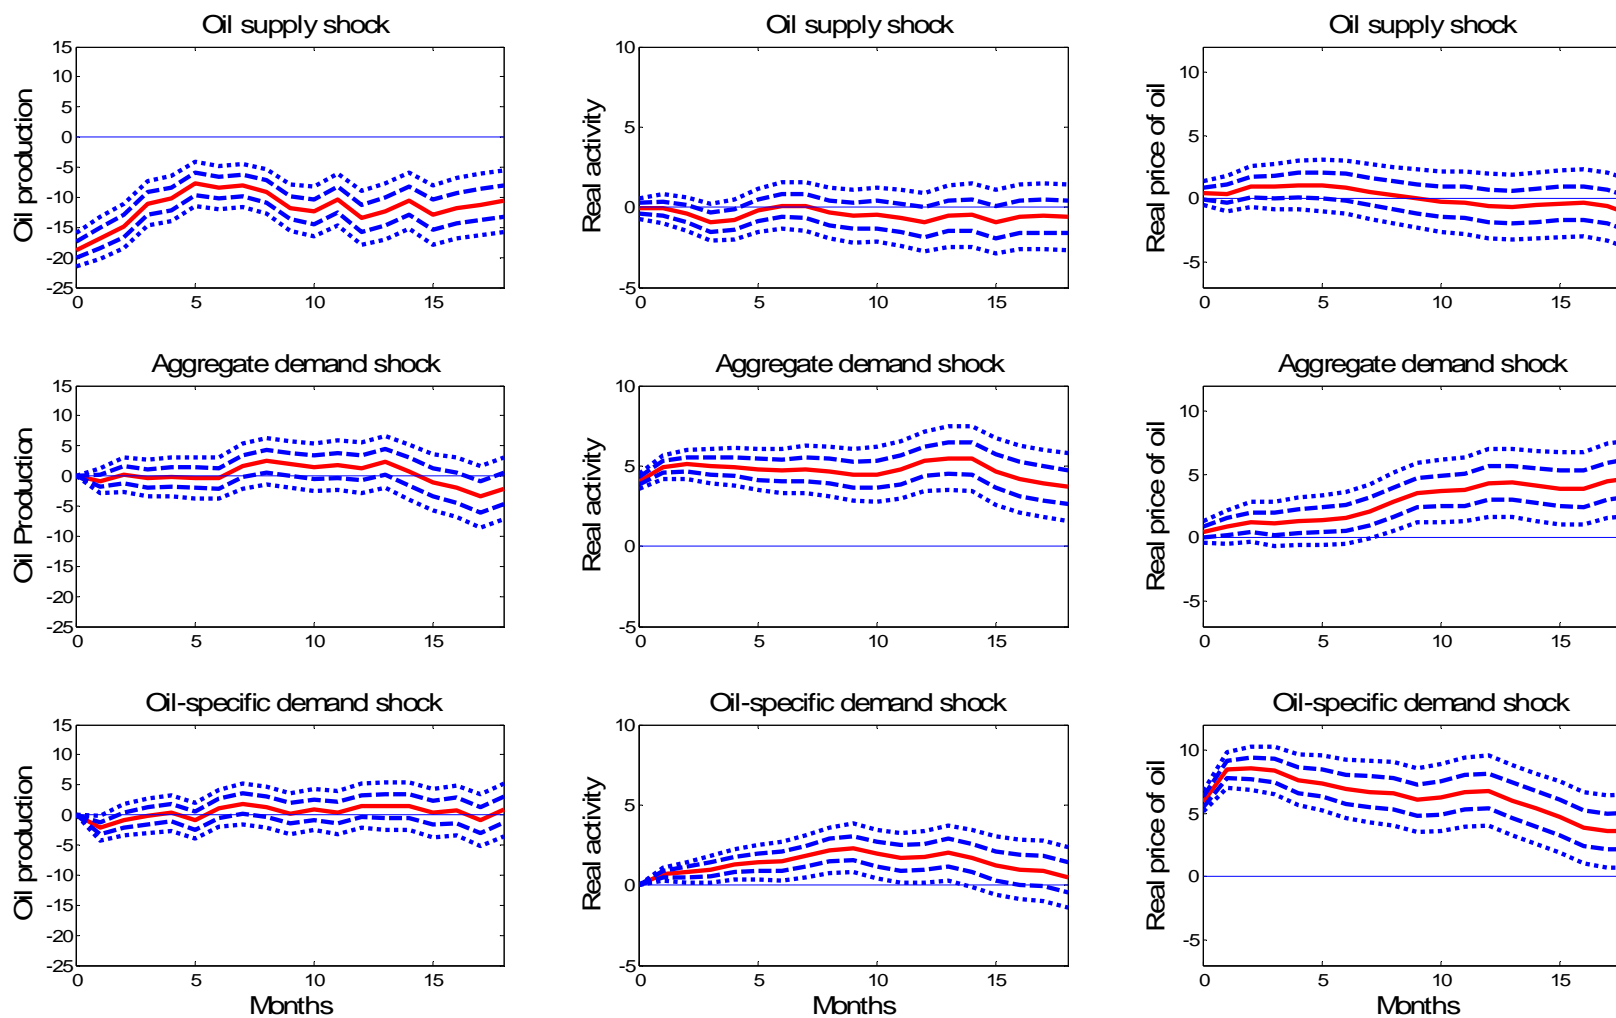 Oil supply shock
Oil production
15
10
5
0
-5
-10
-15
-20
-25
0 5 10 15
Oil supply shock
Real activity
10
5
0
-5
0 5 10 15
Oil supply shock
Real price of oil
10
5
0
-5
0 5 10 15
Aggregate demand shock
Oil Production
15
10
5
0
-5
-10
-15
-20
-25
0 5 10 15
Aggregate demand shock
Real activity
10
5
0
-5
0 5 10 15
Aggregate demand shock
Real price of oil
10
5
0
-5
0 5 10 15
Oil-specific demand shock
Oil production
15
10
5
0
-5
-10
-15
-20
-25
0 5 10 15
Months
Oil-specific demand shock
Real activity
10
5
0
-5
0 5 10 15
Oil-specific demand shock
Real price of oil
10
5
0
-5
0 5 10 15
Months